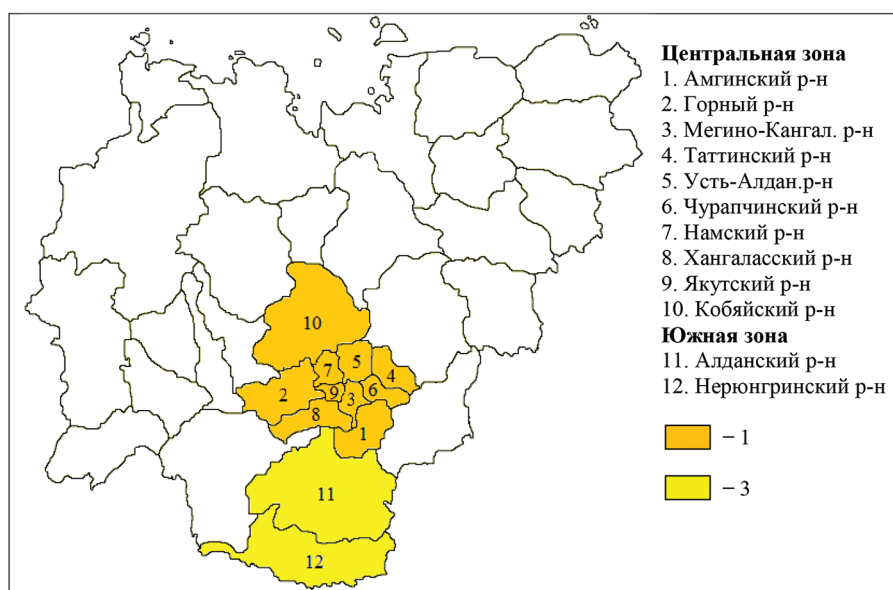 Центральная зона
1. Амгинский р-н
2. Горный р-н
3. Мегино-Кангал. р-н
4. Таттинский р-н
5. Усть-Алдан.р-н
6. Чурапчинский р-н
7. Намский р-н
8. Хангаласский р-н
9. Якутский р-н
10. Кобяйский р-н
Южная зона
11. Алданский р-н
12. Нерюнгринский р-н
– 1
– 3
10
5
7
4
2
9
3
6
8
1
11
12